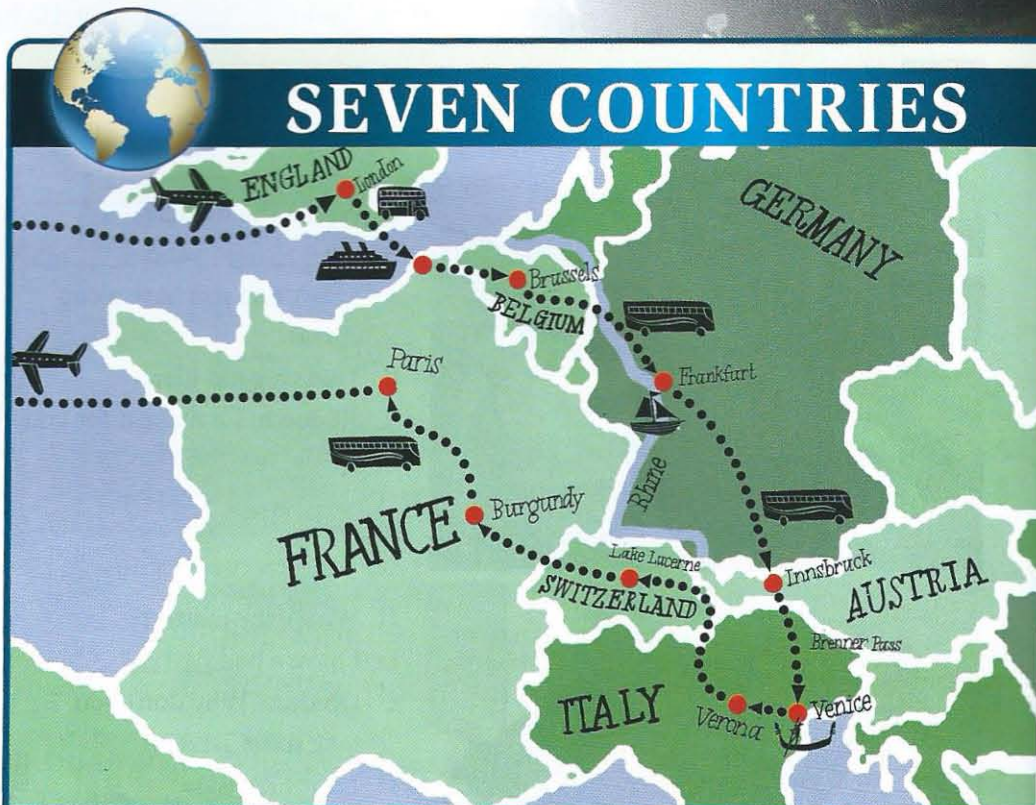 SEVEN COUNTRIES
ENGLAND
London
GERMANY
Brussels
BELGIUM
Paris
Frankfurt
Rhine
FRANCE
Burgundy
Lake Lucerne
SWITZERLAND
Innsbruck
AUSTRIA
Brenner Pass
ITALY
Verona
Venice